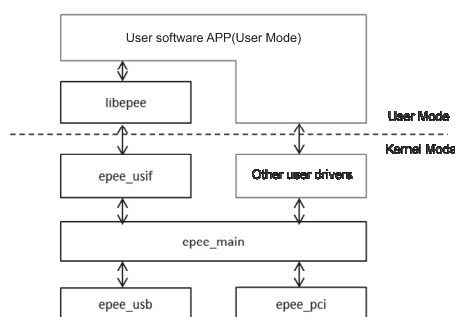 User software APP(User Mode)
libepee
User Mode
Kernel Mode
epee_usif
Other user drivers
epee_main
epee_usb
epee_pci